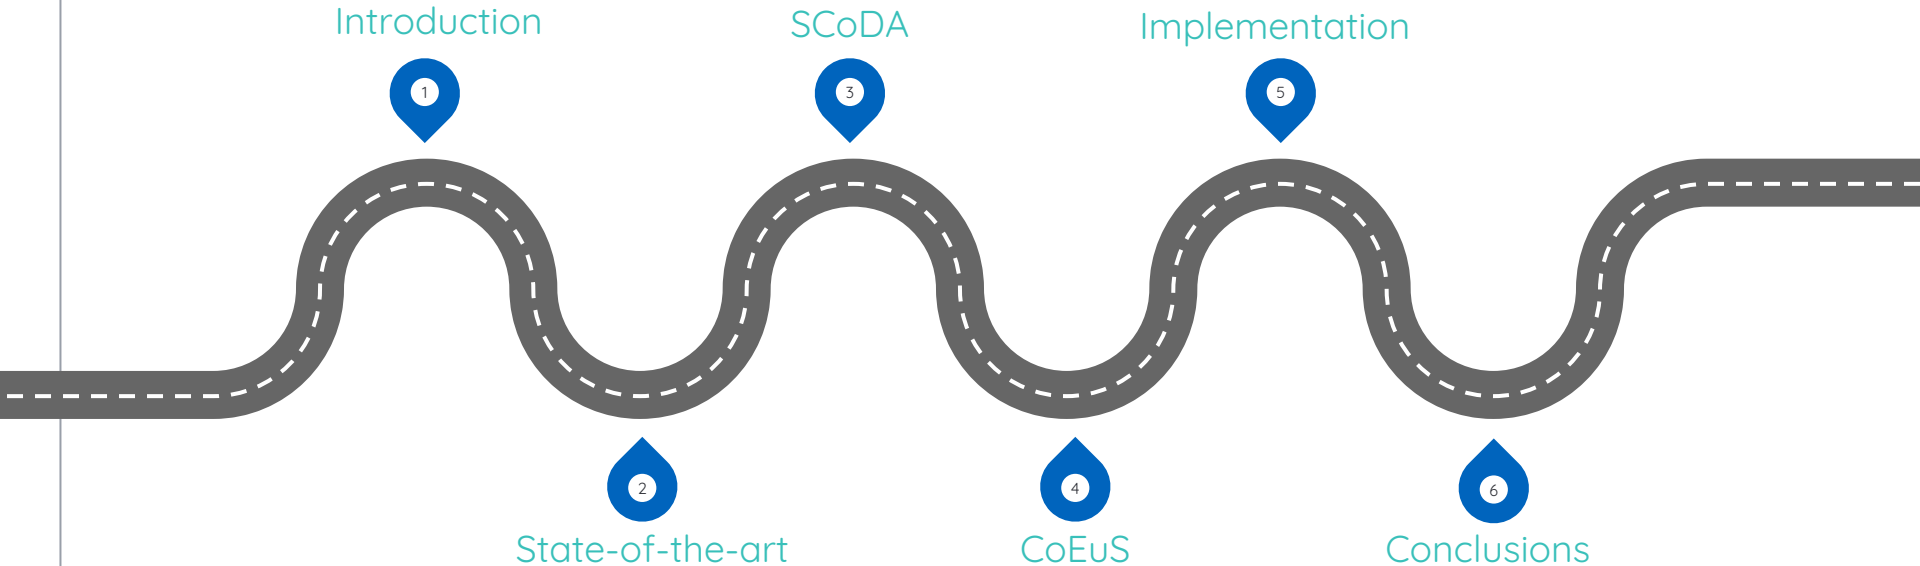 Introduction
1
State-of-the-art
2
SCoDA
3
CoEuS
4
Implementation
5
Conclusions
6